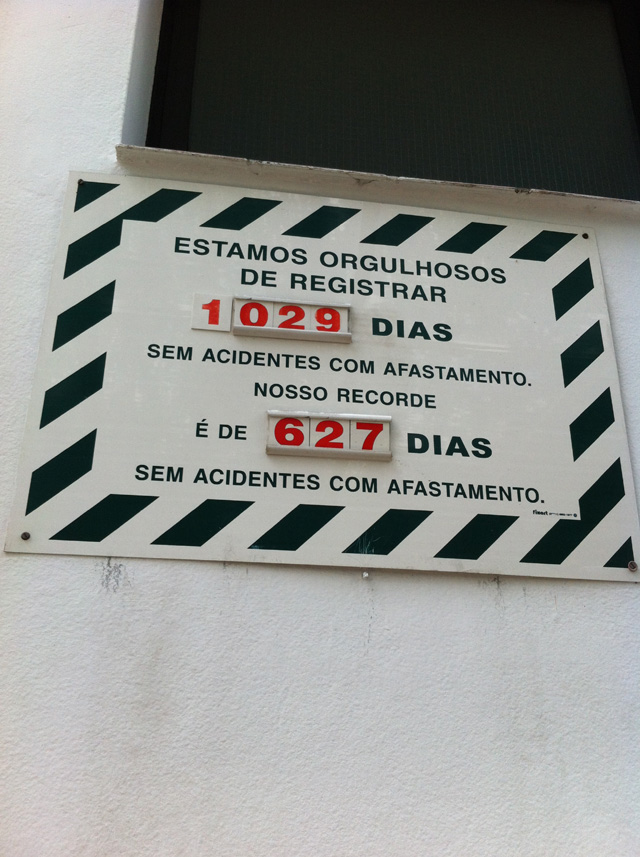 ESTAMOS ORGULHOSOS
DE REGISTRAR
1029 DIAS
SEM ACIDENTES COM AFASTAMENTO.
NOSSO RECORDE
É DE 627 DIAS
SEM ACIDENTES COM AFASTAMENTO.